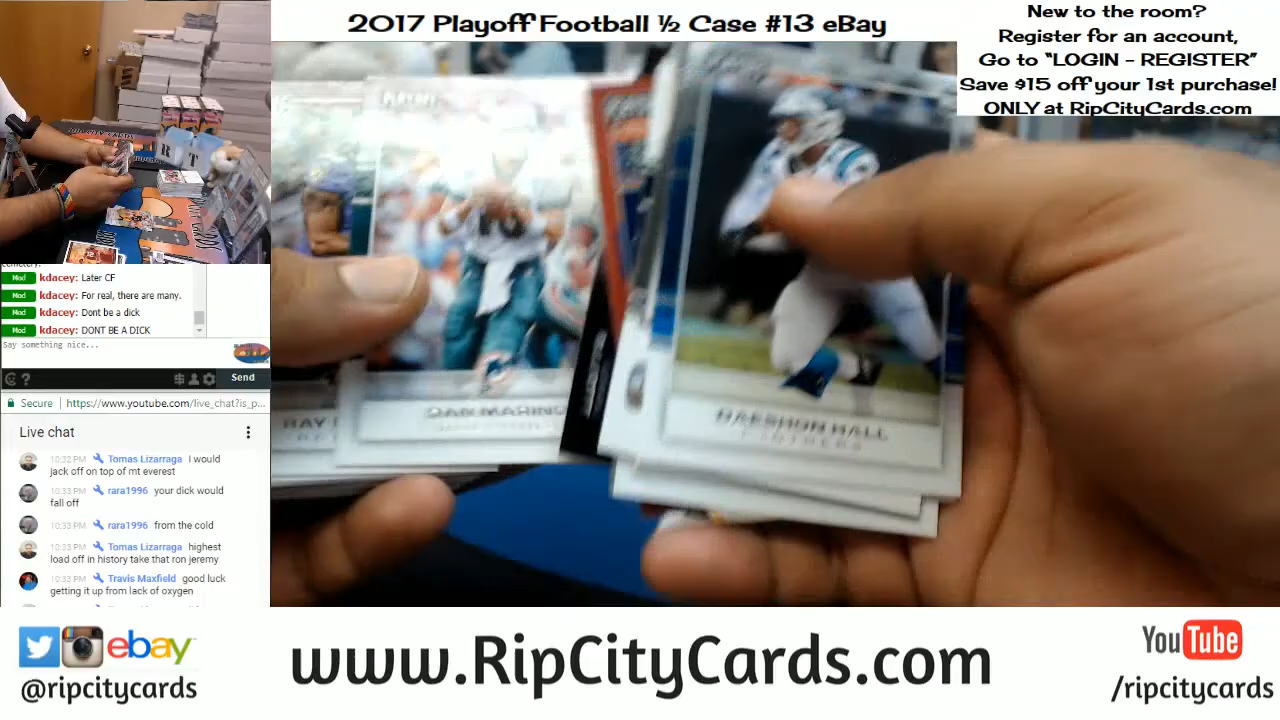 2017 Playoff Football ½ Case #13 eBay
New to the room?
Register for an account,
Go to "LOGIN - REGISTER"
Save $15 off your 1st purchase!
ONLY at RipCityCards.com
PLAYOFF
DAN MARINO
DAESHON HALL
PANTHERS
RAY
Mod kdacey: Later CF
Mod kdacey: For real, there are many.
Mod kdacey: Dont be a dick
Mod kdacey: DONT BE A DICK
Say something nice...
Send
Secure https://www.youtube.com/live_chat?is_p...
Live chat
10:32 PM Tomas Lizarraga I would
jack off on top of mt everest
10:33 PM rara1996 your dick would
fall off
10:33 PM rara1996 from the cold
10:33 PM Tomas Lizarraga highest
load off in history take that ron jeremy
10:33 PM Travis Maxfield good luck
getting it up from lack of oxygen
ebay
@ripcitycards
www.RipCityCards.com
YouTube
/ripcitycards